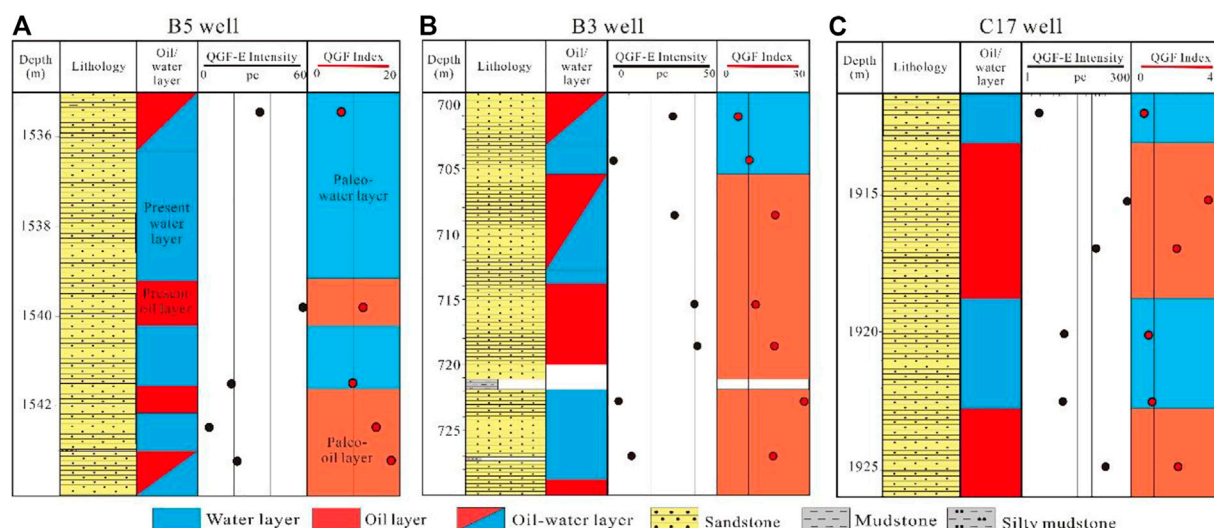 A
B5 well
Depth
(m)
Lithology
Oil/
water
layer
QGF-E Intensity
0 pc 60
QGF Index
0 20
1536
1538
1540
1542
Present
water
layer
Present
oil layer
Paleo-
water layer
Paleo-
oil layer
B
B3 well
Depth
(m)
Lithology
Oil/
water
layer
QGF-E Intensity
0 pc 50
QGF Index
0 30
700
705
710
715
720
725
C
C17 well
Depth
(m)
Lithology
Oil/water
layer
QGF-E Intensity
1 pc 300
QGF Index
0 4
1915
1920
1925
Water layer
Oil layer
Oil-water layer
Sandstone
Mudstone
Silty mudstone